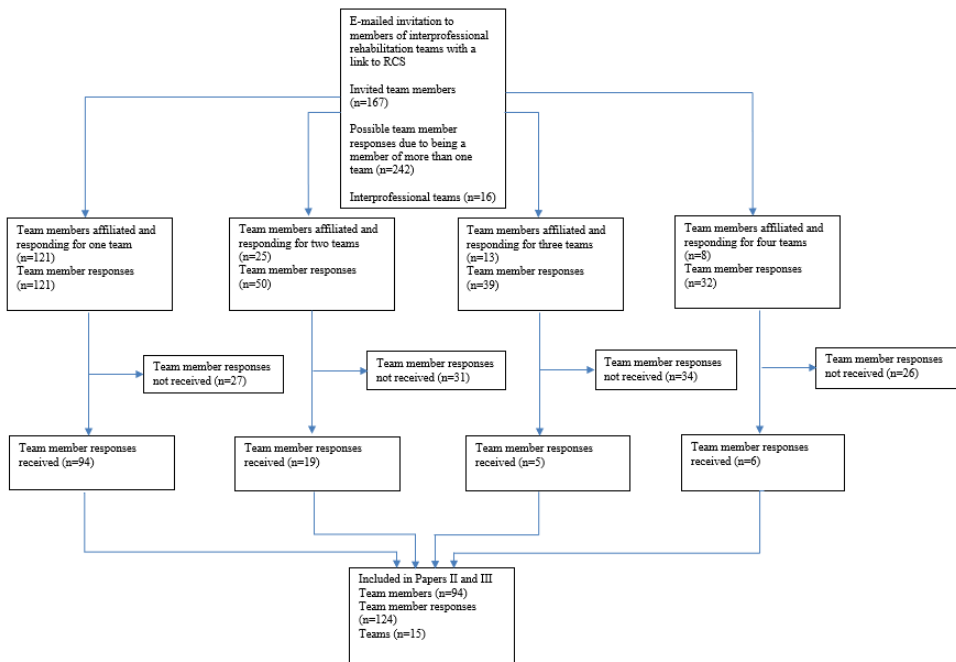 E-mailed invitation to
members of interprofessional
rehabilitation teams with a
link to RCS
Invited team members
(n=167)
Possible team member
responses due to being a
member of more than one
team (n=242)
Interprofessional teams (n=16)
Team members affiliated and
responding for one team
(n=121)
Team member responses
(n=121)
Team members affiliated and
responding for two teams
(n=25)
Team member responses
(n=50)
Team members affiliated and
responding for three teams
(n=13)
Team member responses
(n=39)
Team members affiliated and
responding for four teams
(n=8)
Team member responses
(n=32)
Team member responses
not received (n=27)
Team member responses
not received (n=31)
Team member responses
not received (n=34)
Team member responses
not received (n=26)
Team member responses
received (n=94)
Team member responses
received (n=19)
Team member responses
received (n=5)
Team member responses
received (n=6)
Included in Papers II and III
Team members (n=94)
Team member responses
(n=124)
Teams (n=15)